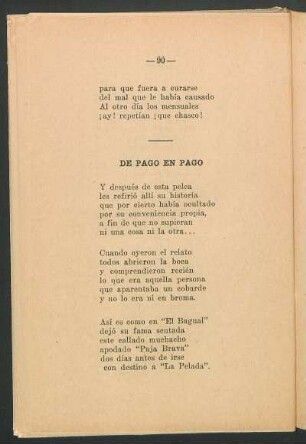 — 90 —
para que fuera a curarse
del mal que le había causado
Al otro día los mensuales
¡ay! repetían ¡que chasco!
DE PAGO EN PAGO
Y después de esta pelea
les refirió allí su historia
que por cierto había ocultado
por su conveniencia propia,
a fin de que no supieran
ni una cosa ni la otra...
Cuando oyeron el relato
todos abrieron la boca
y comprendieron recién
lo que era aquella persona
que aparentaba un cobarde
y no lo era ni en broma.
Así es como en "El Bagual"
dejó su fama sentada
este callado muchacho
apodado "Paja Brava"
dos días antes de irse
con destino a "La Pelada".